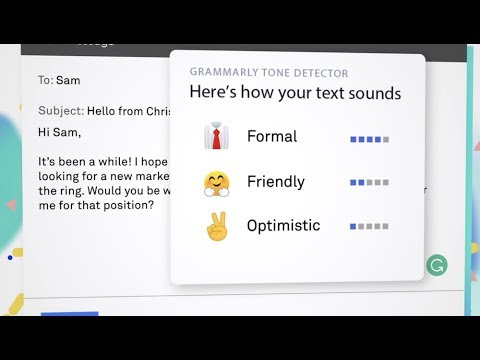 To: Sam
Subject: Hello from Chris
Hi Sam,
It's been a while! I hope
looking for a new marke
the ring. Would you be w
me for that position?
GRAMMARLY TONE DETECTOR
Here's how your text sounds
Formal
Friendly
Optimistic
G